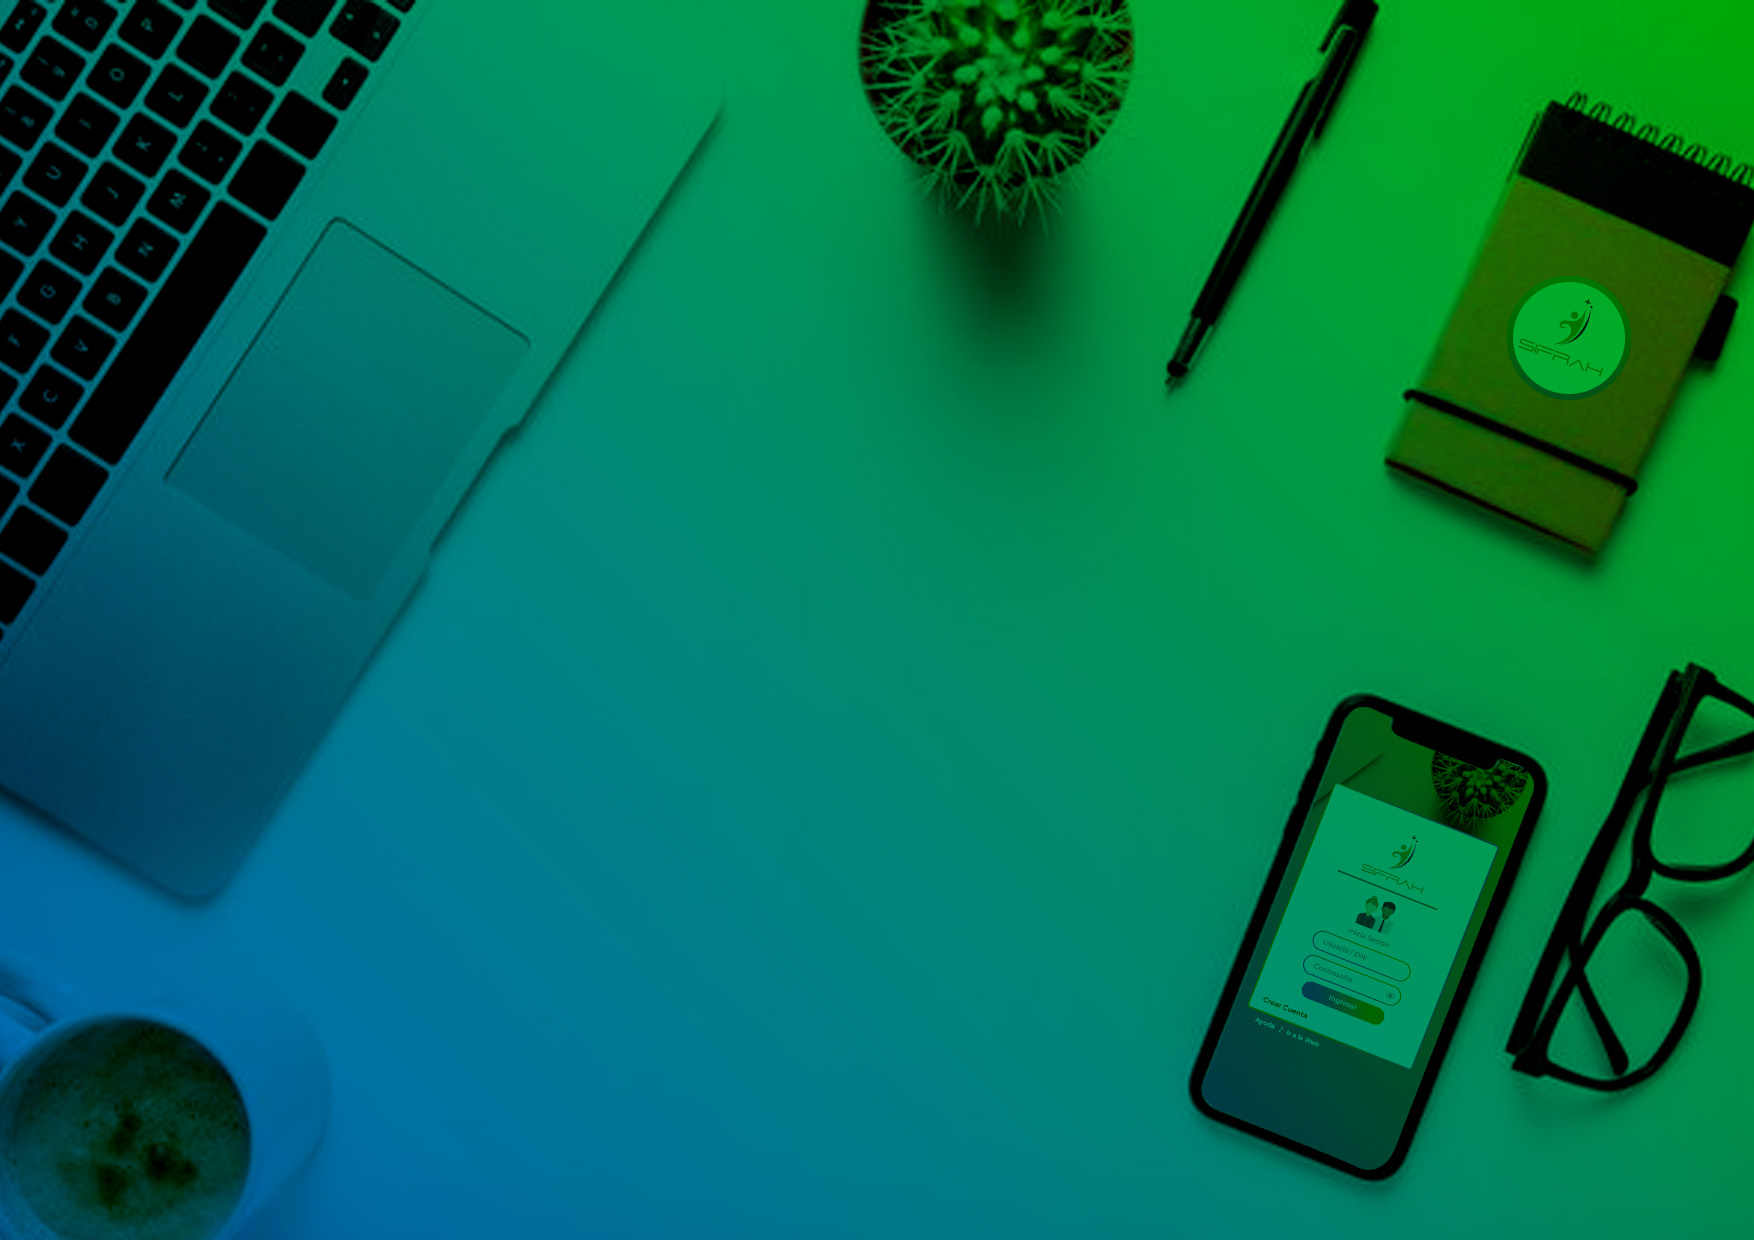 SIFRAH
SIFRAH
Inicia Sesion
Usuario / DNI
Contraseña
Ingresar
Crear Cuenta
Ayuda / Ir a la Web
P
O
L
I
K
U
J
M
Y
H
N
G
B
F
V
C
X